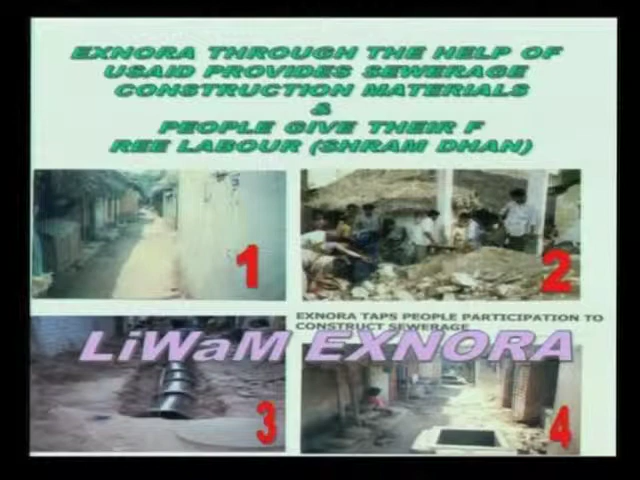 EXNORA THROUGH THE HELP OF
USAID PROVIDES SEWERAGE
CONSTRUCTION MATERIALS
&
PEOPLE GIVE THEIR F
REE LABOUR (SHRAM DHAN)
1
2
EXNORA TAPS PEOPLE PARTICIPATION TO
CONSTRUCT SEWERAGE
LiWaM EXNORA
3
4